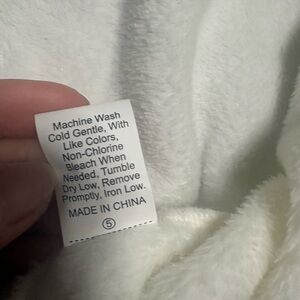 Machine Wash
Cold Gentle, With
Like Colors,
Non-Chlorine
Bleach When
Needed, Tumble
Dry Low, Remove
Promptly, Iron Low.
MADE IN CHINA
5